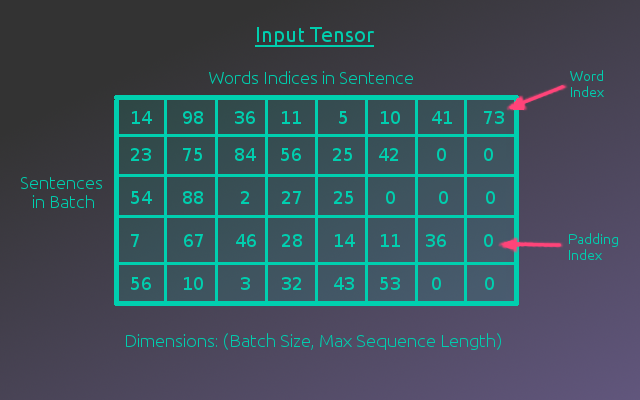 Input Tensor
Words Indices in Sentence
Word
Index
14 98 36 11 5 10 41 73
23 75 84 56 25 42 0 0
Sentences
in Batch
54 88 2 27 25 0 0 0
7 67 46 28 14 11 36 0
Padding
Index
56 10 3 32 43 53 0 0
Dimensions: (Batch Size, Max Sequence Length)